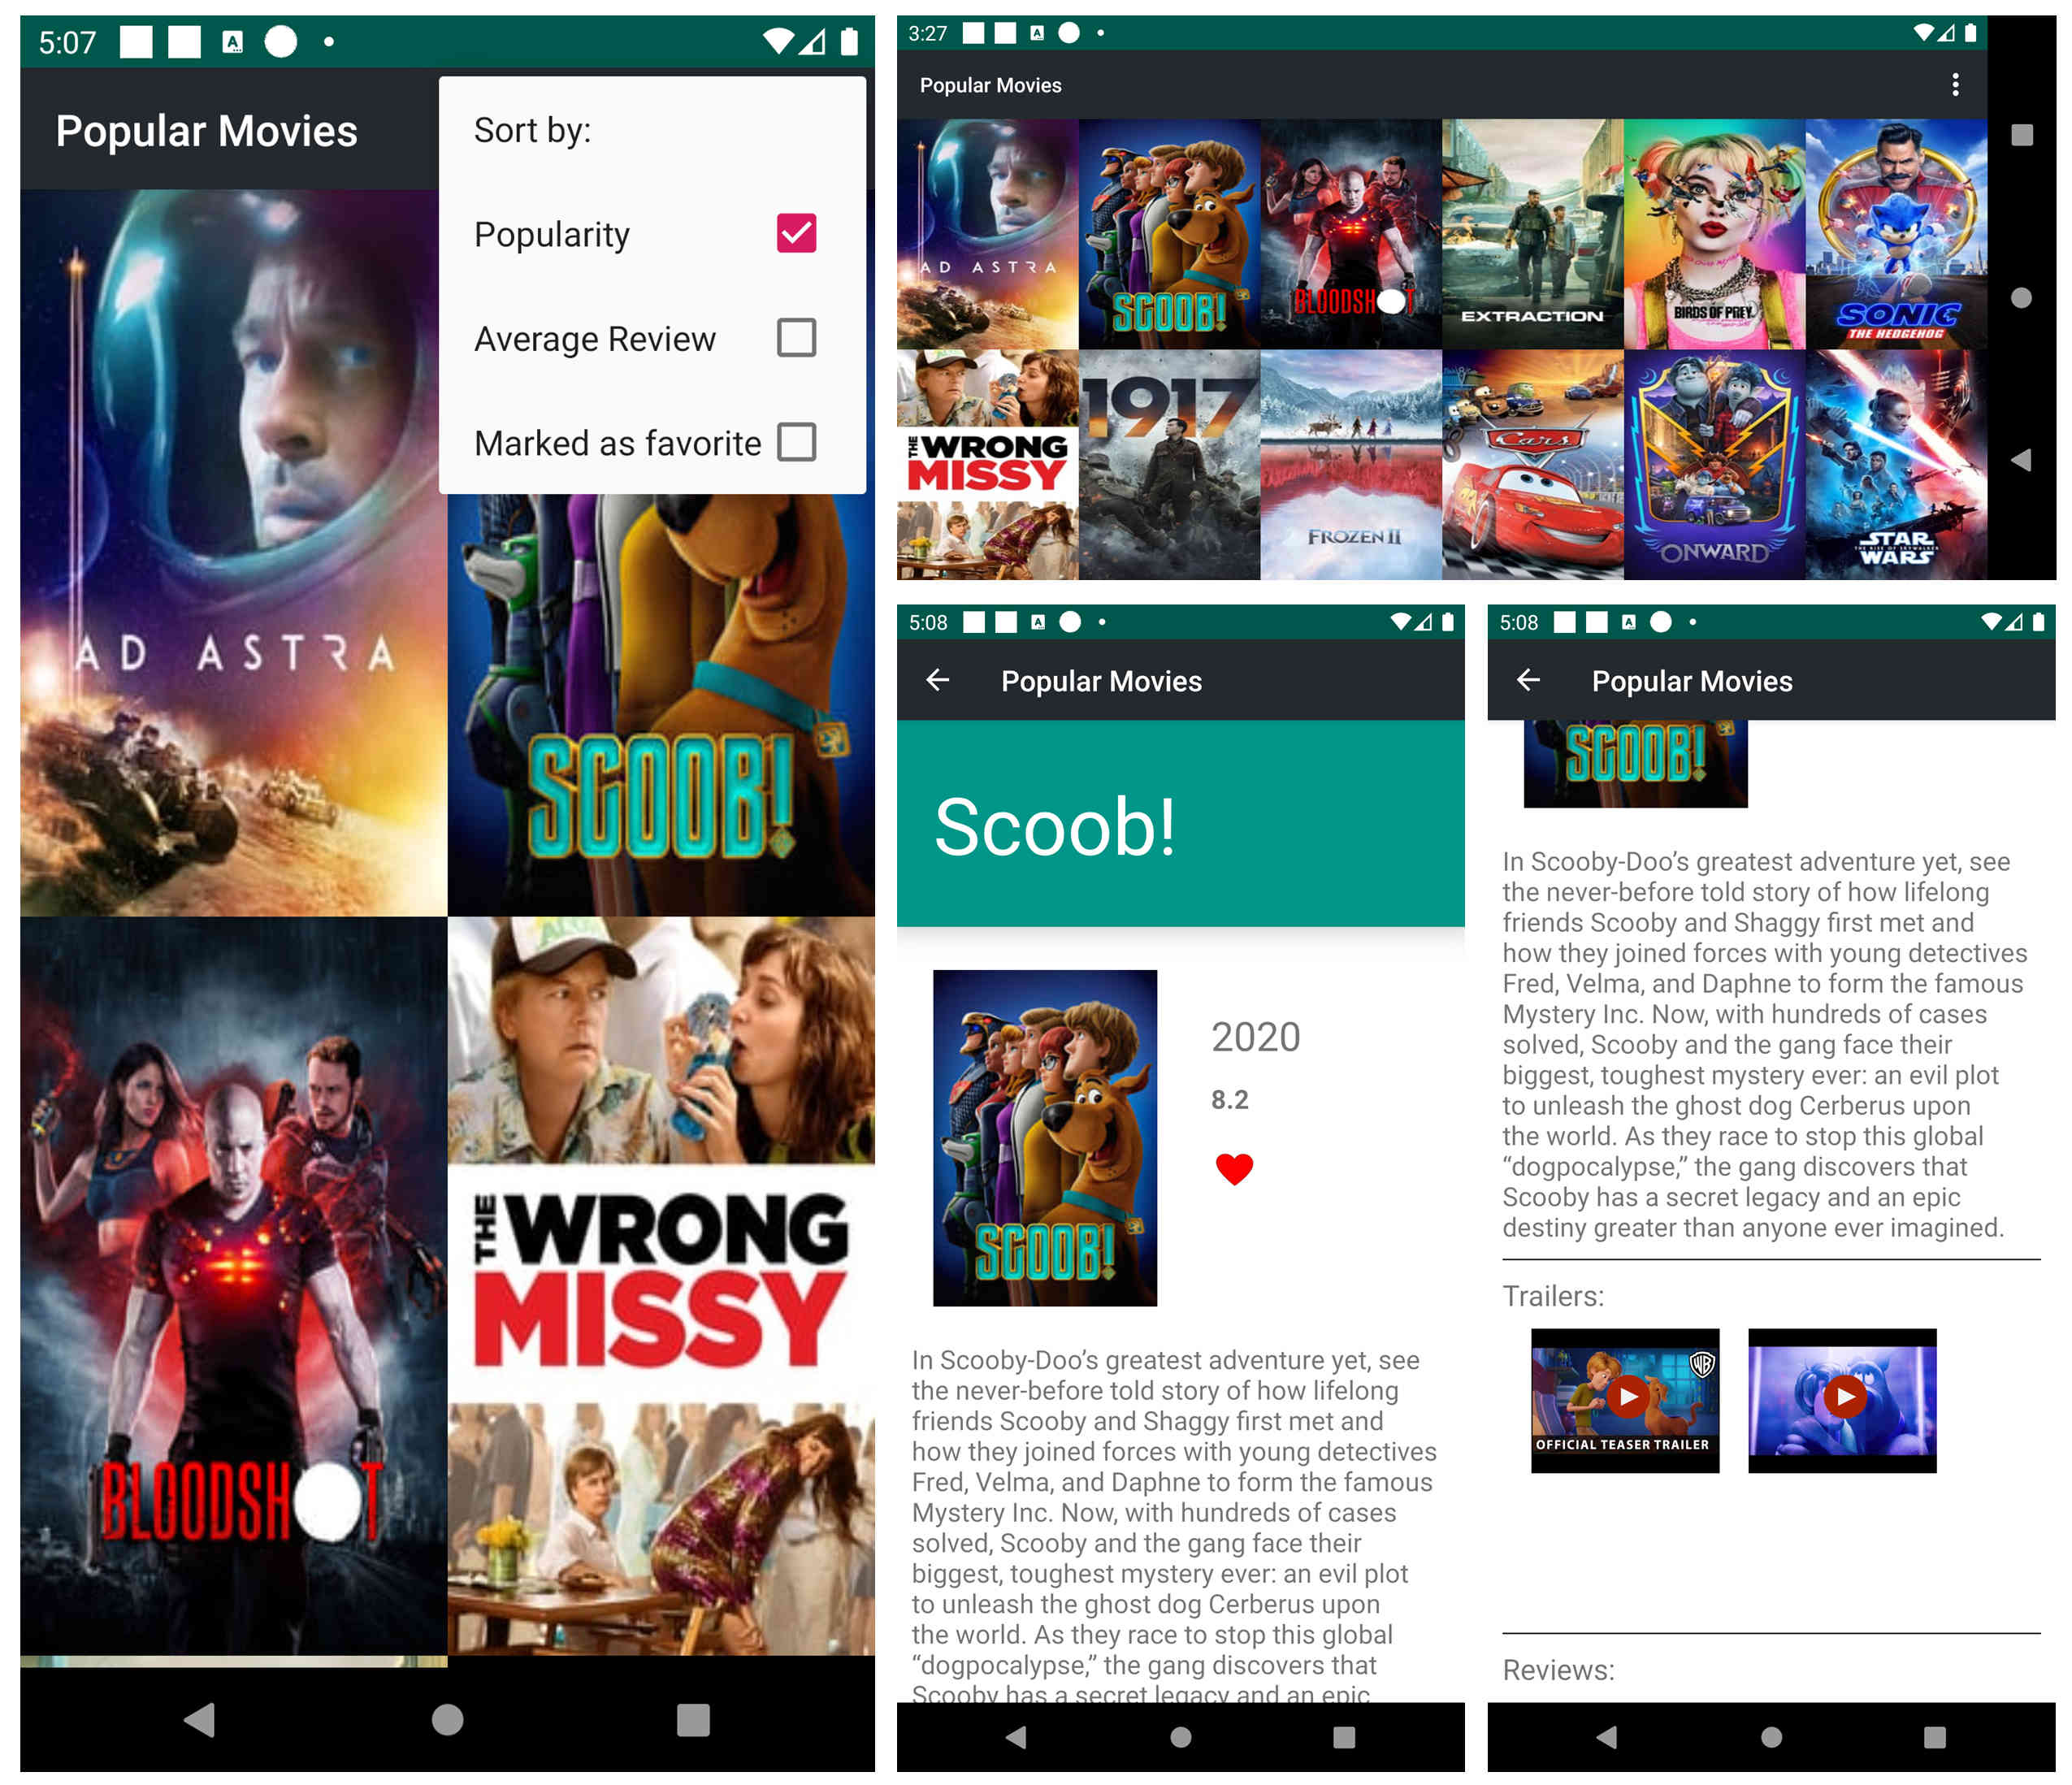 5:07
Popular Movies
Sort by:
Popularity
Average Review
Marked as favorite
AD ASTRA
SCOOB!
BLOODSHOT
THE WRONG
MISSY
3:27
Popular Movies
AD ASTRA
SCOOB!
BLOODSHOT
EXTRACTION
BIRDS OF PREY
SONIC
THE HEDGEHOG
THE WRONG
MISSY
1917
FROZEN II
Cars
ONWARD
STAR
WARS
5:08
Popular Movies
Scoob!
2020
8.2
SCOOB!
In Scooby-Doo’s greatest adventure yet, see
the never-before told story of how lifelong
friends Scooby and Shaggy first met and
how they joined forces with young detectives
Fred, Velma, and Daphne to form the famous
Mystery Inc. Now, with hundreds of cases
solved, Scooby and the gang face their
biggest, toughest mystery ever: an evil plot
to unleash the ghost dog Cerberus upon
the world. As they race to stop this global
“dogpocalypse,” the gang discovers that
Scooby has a secret legacy and an epic
5:08
Popular Movies
SCOOB!
In Scooby-Doo’s greatest adventure yet, see
the never-before told story of how lifelong
friends Scooby and Shaggy first met and
how they joined forces with young detectives
Fred, Velma, and Daphne to form the famous
Mystery Inc. Now, with hundreds of cases
solved, Scooby and the gang face their
biggest, toughest mystery ever: an evil plot
to unleash the ghost dog Cerberus upon
the world. As they race to stop this global
“dogpocalypse,” the gang discovers that
Scooby has a secret legacy and an epic
destiny greater than anyone ever imagined.
Trailers:
WB
OFFICIAL TEASER TRAILER
Reviews: